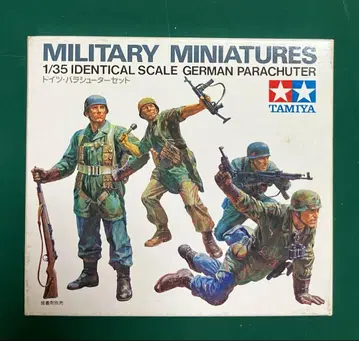 MILITARY MINIATURES
1/35 IDENTICAL SCALE GERMAN PARACHUTER
ドイツ・パラシューターセット
TAMIYA